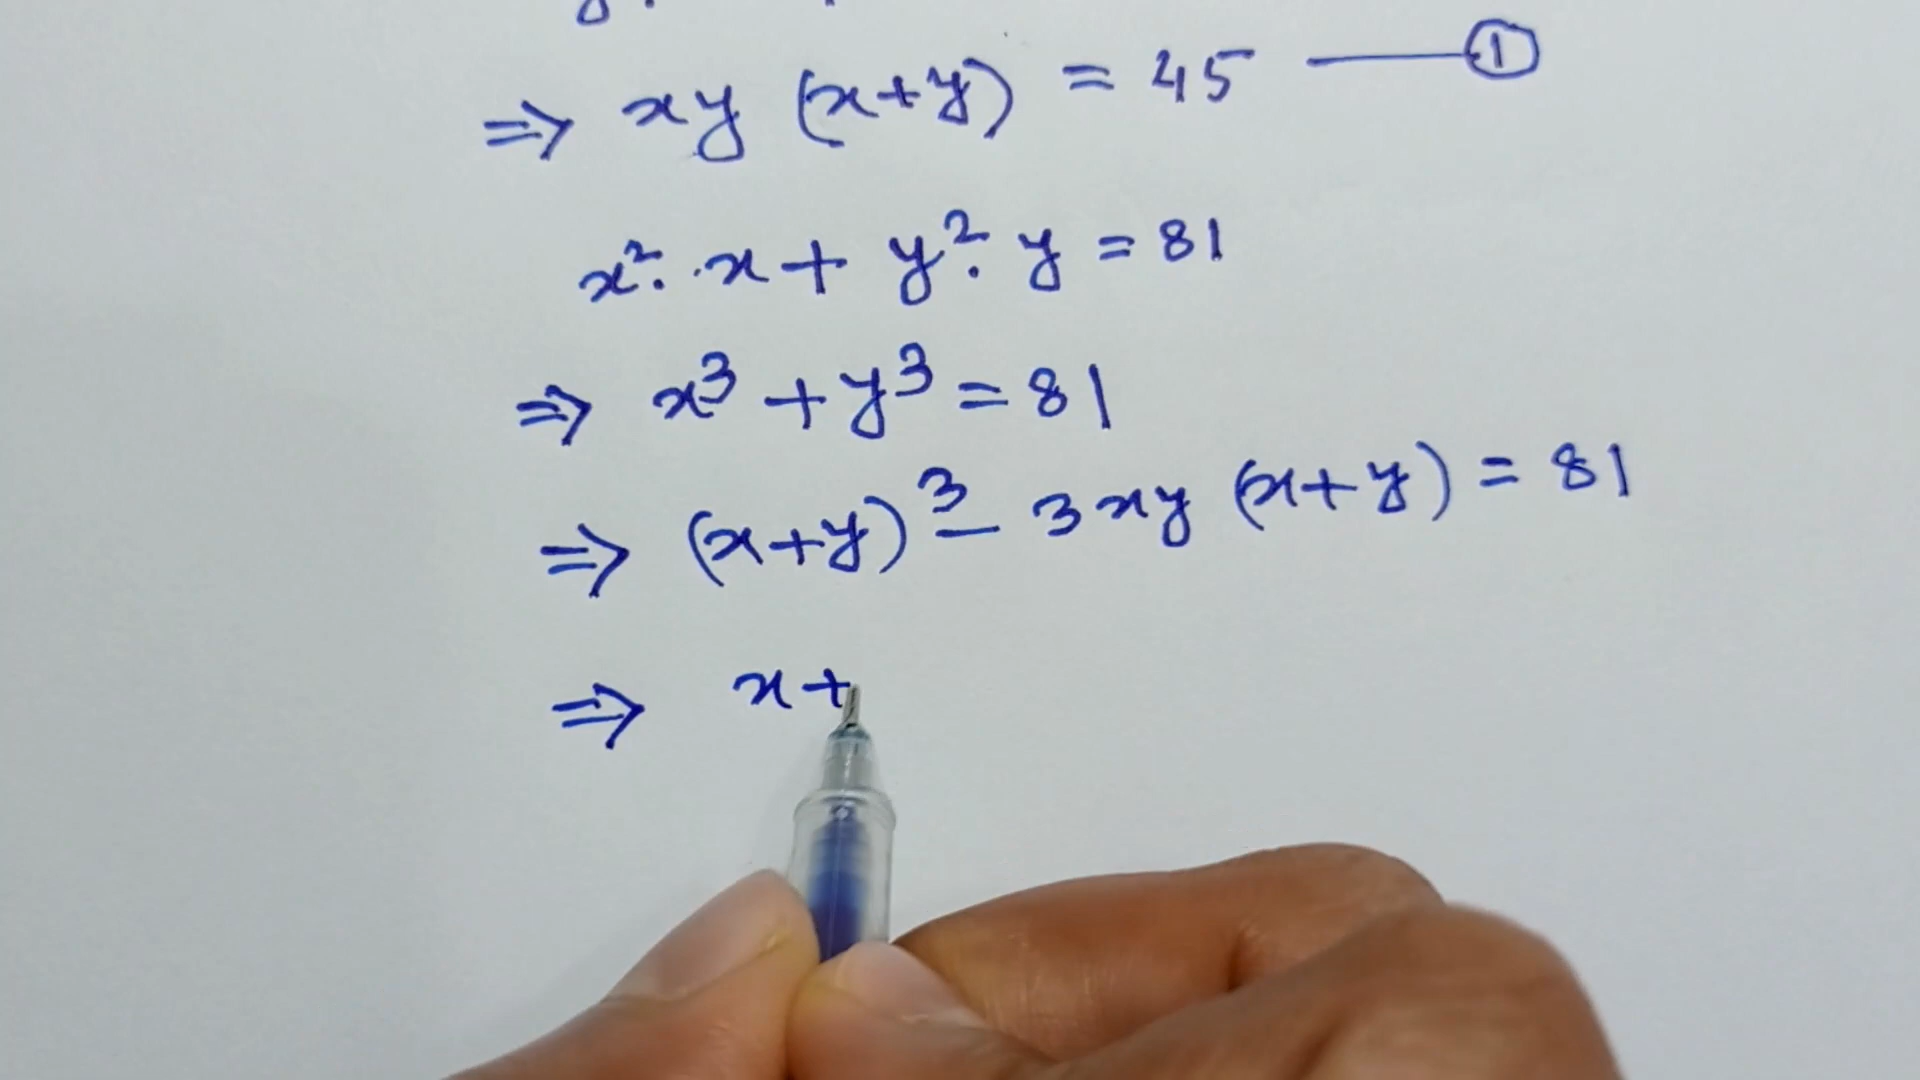 ⇒ xy (x+y) = 45 —— ①
x². x + y². y = 81
⇒ x³ + y³ = 81
⇒ (x+y)³ - 3xy (x+y) = 81
⇒ x+